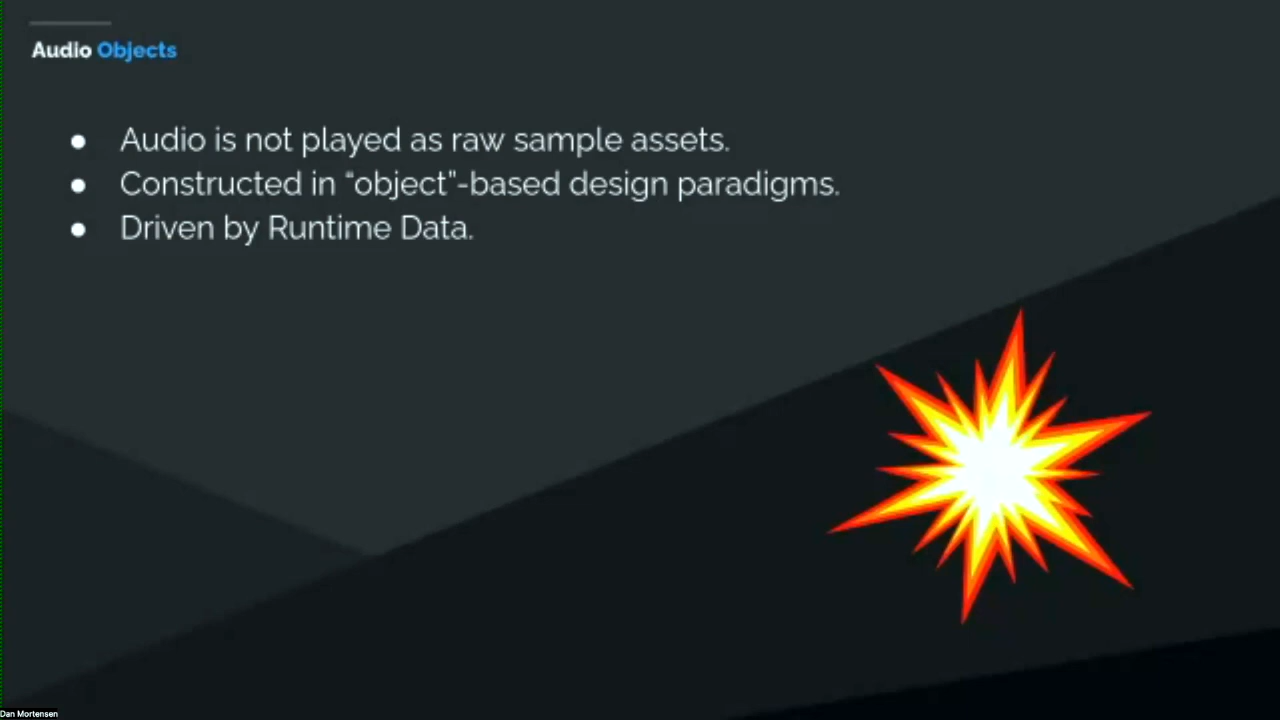 Audio Objects
● Audio is not played as raw sample assets.
● Constructed in “object”-based design paradigms.
● Driven by Runtime Data.
Dan Mortensen